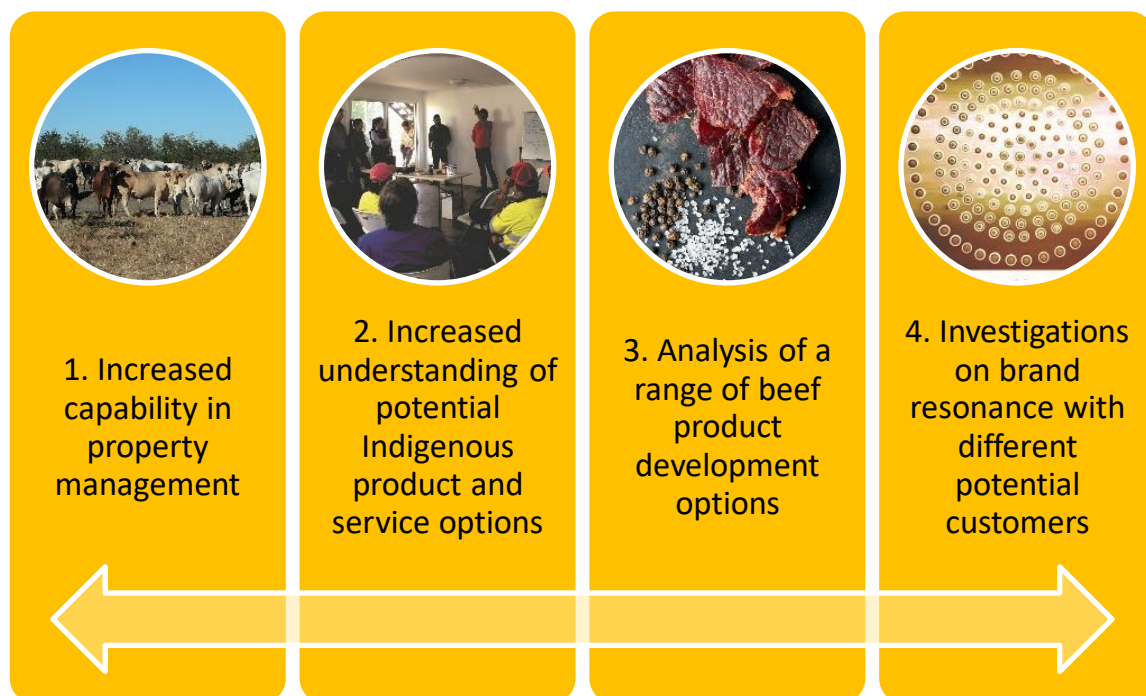 1. Increased
capability in
property
management
2. Increased
understanding of
potential
Indigenous
product and
service options
3. Analysis of a
range of beef
product
development
options
4. Investigations
on brand
resonance with
different
potential
customers